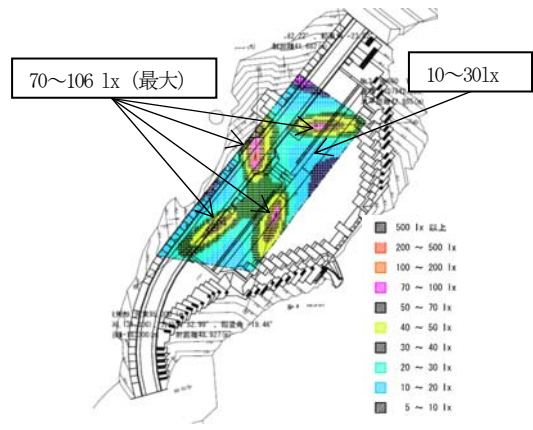 70～106 lx (最大)
10～30lx
500 lx 以上
200 ～ 500 lx
100 ～ 200 lx
70 ～ 100 lx
50 ～ 70 lx
40 ～ 50 lx
30 ～ 40 lx
20 ～ 30 lx
10 ～ 20 lx
5 ～ 10 lx